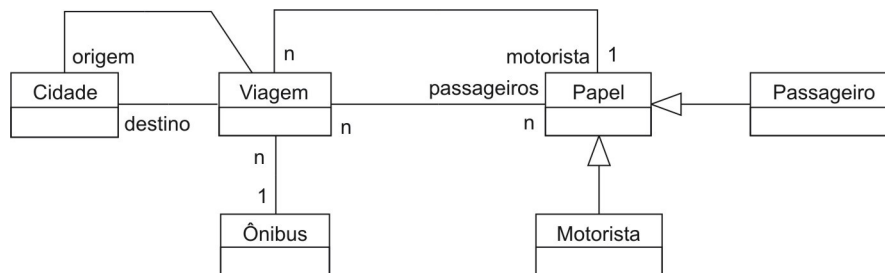 n
motorista
1
origem
Cidade
Viagem
passageiros
Papel
Passageiro
destino
n
n
n
1
Ônibus
Motorista